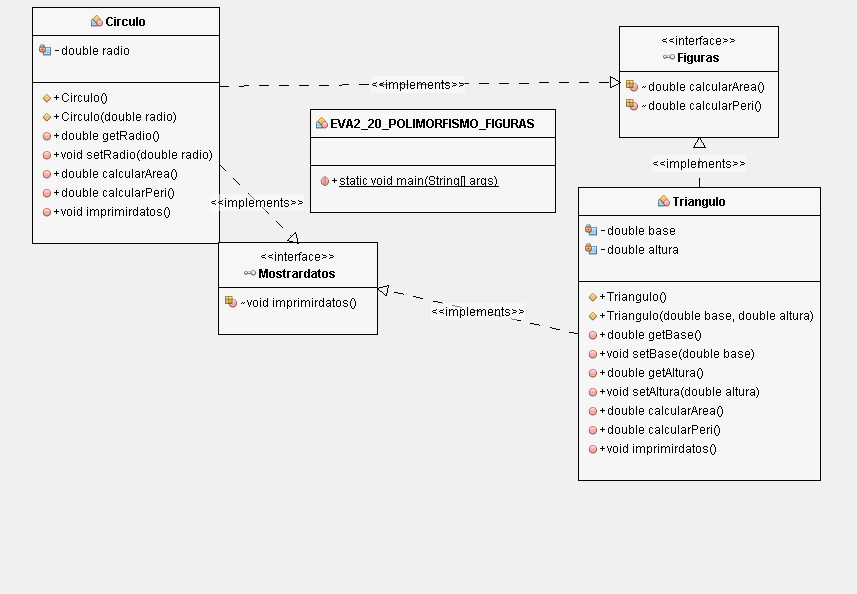 Circulo
-double radio
+Circulo()
+Circulo(double radio)
+double getRadio()
+void setRadio(double radio)
+double calcularArea()
+double calcularPeri()
+void imprimirdatos()
<<implements>>
<<implements>>
<<interface>>
Figuras
~double calcularArea()
~double calcularPeri()
EVA2_20_POLIMORFISMO_FIGURAS
+static void main(String[] args)
<<implements>>
<<interface>>
Mostrardatos
~void imprimirdatos()
<<implements>>
Triangulo
-double base
-double altura
+Triangulo()
+Triangulo(double base, double altura)
+double getBase()
+void setBase(double base)
+double getAltura()
+void setAltura(double altura)
+double calcularArea()
+double calcularPeri()
+void imprimirdatos()